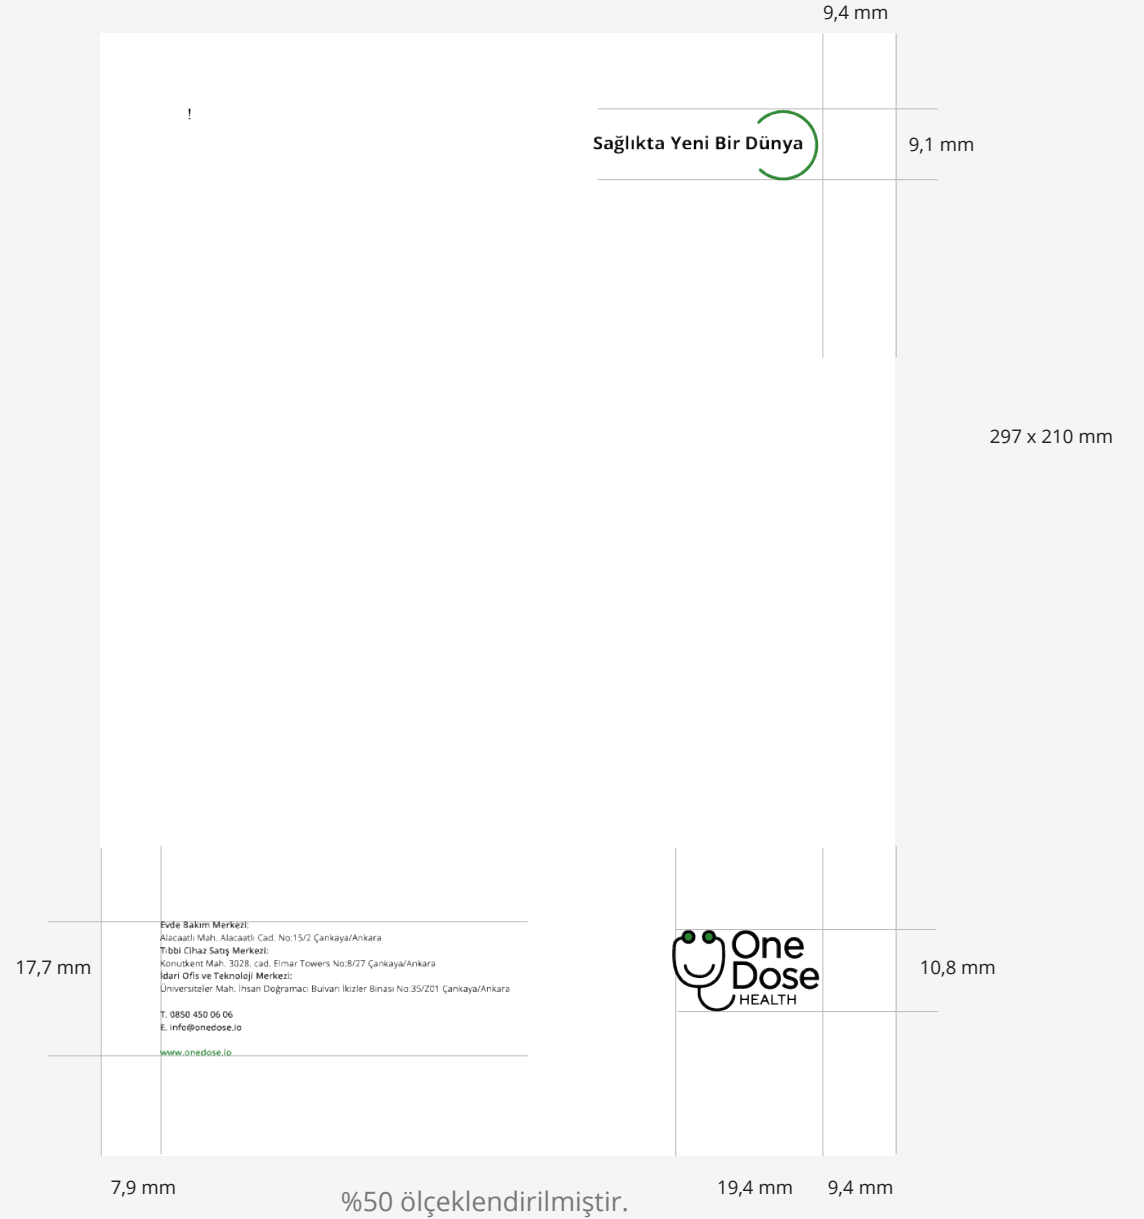 9,4 mm
!
Sağlıkta Yeni Bir Dünya
9,1 mm
297 x 210 mm
Evde Bakım Merkezi:
Alacaatlı Mah. Alacaatlı Cad. No:15/2 Çankaya/Ankara
Tıbbi Cihaz Satış Merkezi:
Konutkent Mah. 3028. cad. Elmar Towers No:8/27 Çankaya/Ankara
İdari Ofis ve Teknoloji Merkezi:
Üniversiteler Mah. İhsan Doğramacı Bulvarı İkizler Binası No:35/Z01 Çankaya/Ankara
T. 0850 450 06 06
E. info@onedose.io
www.onedose.io
17,7 mm
One
Dose
HEALTH
10,8 mm
7,9 mm
19,4 mm
9,4 mm
%50 ölçeklendirilmiştir.